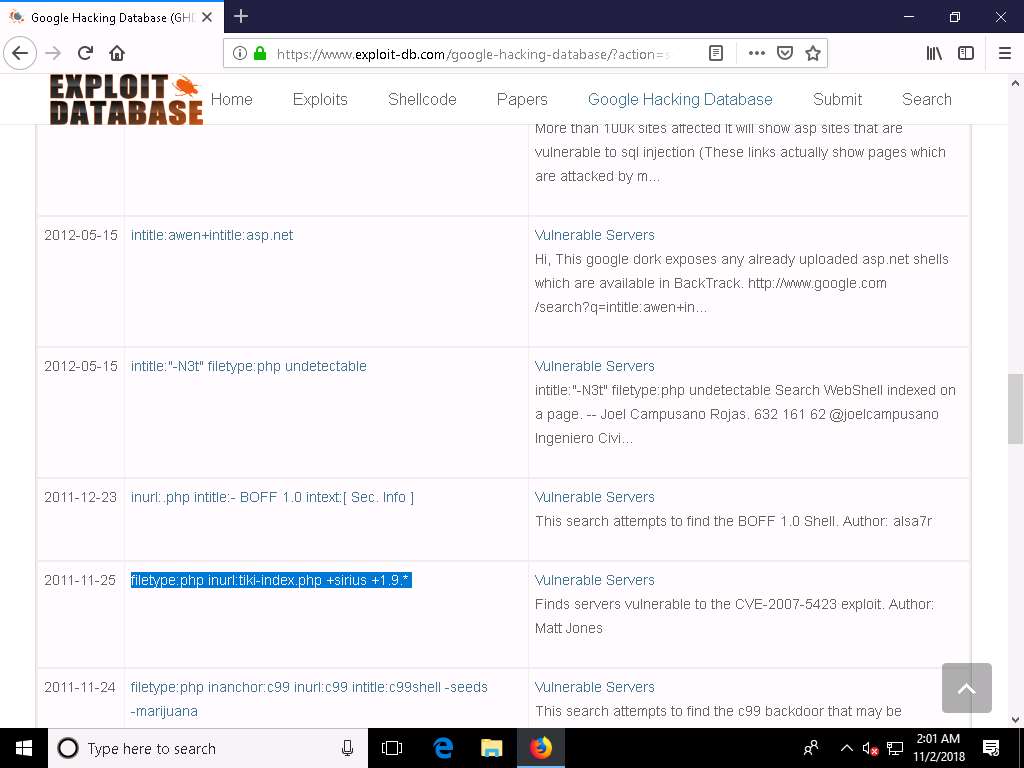 Google Hacking Database (GHD
https://www.exploit-db.com/google-hacking-database/?action=s
EXPLOIT
DATABASE
Home
Exploits
Shellcode
Papers
Google Hacking Database
Submit
Search
More than 100k sites affected It will show asp sites that are
vulnerable to sql injection (These links actually show pages which
are attacked by m...
2012-05-15
intitle:awen+intitle:asp.net
Vulnerable Servers
Hi, This google dork exposes any already uploaded asp.net shells
which are available in BackTrack. http://www.google.com
/search?q=intitle:awen+in...
2012-05-15
intitle:"-N3t" filetype:php undetectable
Vulnerable Servers
intitle:"-N3t" filetype:php undetectable Search WebShell indexed on
a page. -- Joel Campusano Rojas. 632 161 62 @joelcampusano
Ingeniero Civi...
2011-12-23
inurl:.php intitle:- BOFF 1.0 intext:[ Sec. Info ]
Vulnerable Servers
This search attempts to find the BOFF 1.0 Shell. Author: alsa7r
2011-11-25
filetype:php inurl:tiki-index.php +sirius +1.9.*
Vulnerable Servers
Finds servers vulnerable to the CVE-2007-5423 exploit. Author:
Matt Jones
2011-11-24
filetype:php inanchor:c99 inurl:c99 intitle:c99shell -seeds
-marijuana
Vulnerable Servers
This search attempts to find the c99 backdoor that may be
Type here to search
2:01 AM
11/2/2018